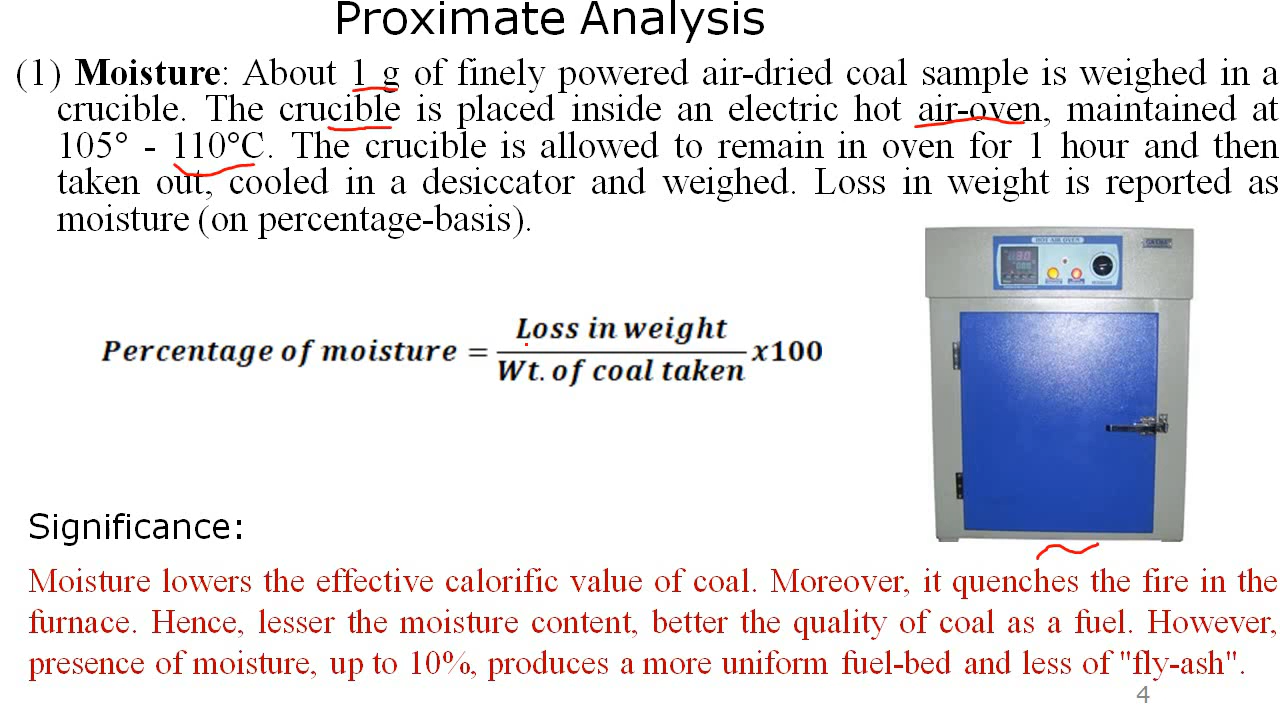 Proximate Analysis
(1) Moisture: About 1 g of finely powered air-dried coal sample is weighed in a
crucible. The crucible is placed inside an electric hot air-oven, maintained at
105° - 110°C. The crucible is allowed to remain in oven for 1 hour and then
taken out, cooled in a desiccator and weighed. Loss in weight is reported as
moisture (on percentage-basis).
HOT AIR OVEN
Percentage of moisture = Loss in weight / Wt. of coal taken x100
Significance:
Moisture lowers the effective calorific value of coal. Moreover, it quenches the fire in the
furnace. Hence, lesser the moisture content, better the quality of coal as a fuel. However,
presence of moisture, up to 10%, produces a more uniform fuel-bed and less of "fly-ash".
4